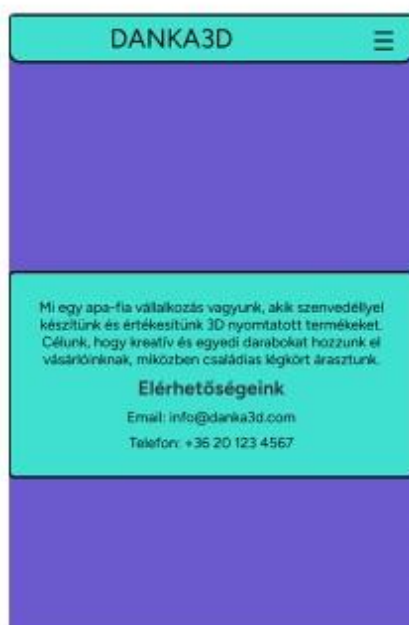 DANKA3D
Mi egy apa-fia vállalkozás vagyunk, akik szenvedéllyel
készítünk és értékesítünk 3D nyomtatott termékeket.
Célunk, hogy kreatív és egyedi darabokat hozzunk el
vásárlóinknak, miközben családias légkört árasztunk.
Elérhetőségeink
Email: info@danka3d.com
Telefon: +36 20 123 4567